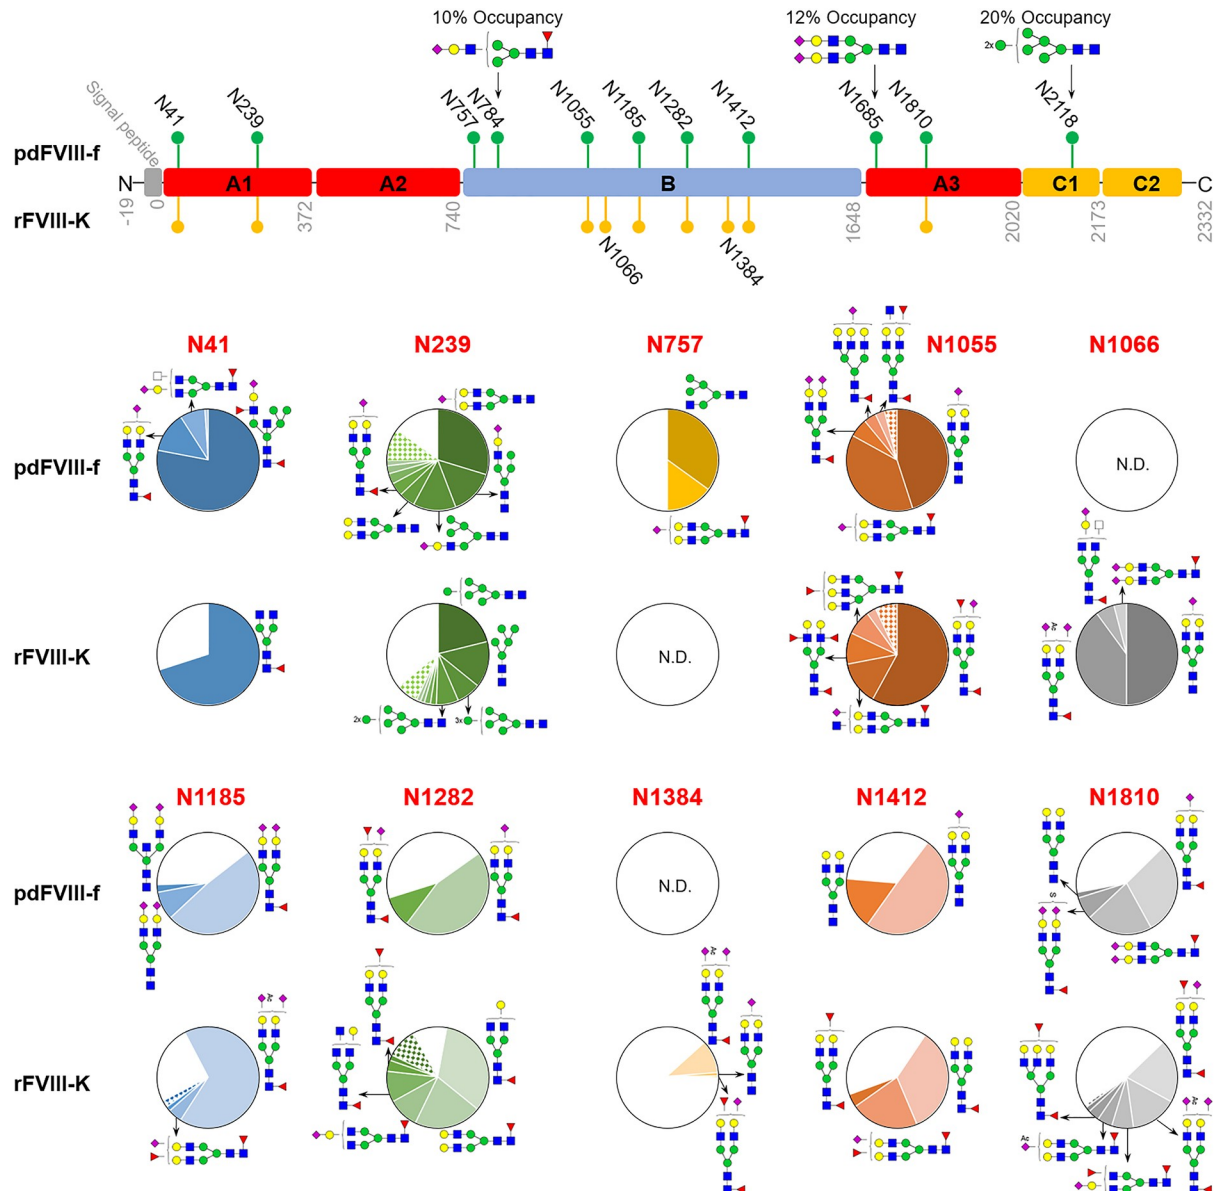 10% Occupancy
12% Occupancy
20% Occupancy
2x
Signal peptide
N41
N239
N757
N784
N1055
N1185
N1282
N1412
N1685
N1810
N2118
pdFVIII-f
N
A1
A2
B
A3
C1
C2
C
rFVIII-K
-19
0
372
740
1648
2020
2173
2332
N1066
N1384
N41
N239
N757
N1055
N1066
pdFVIII-f
N.D.
rFVIII-K
N.D.
Ac
2x
3x
N1185
N1282
N1384
N1412
N1810
pdFVIII-f
N.D.
S
Ac
Ac
rFVIII-K
Ac
Ac